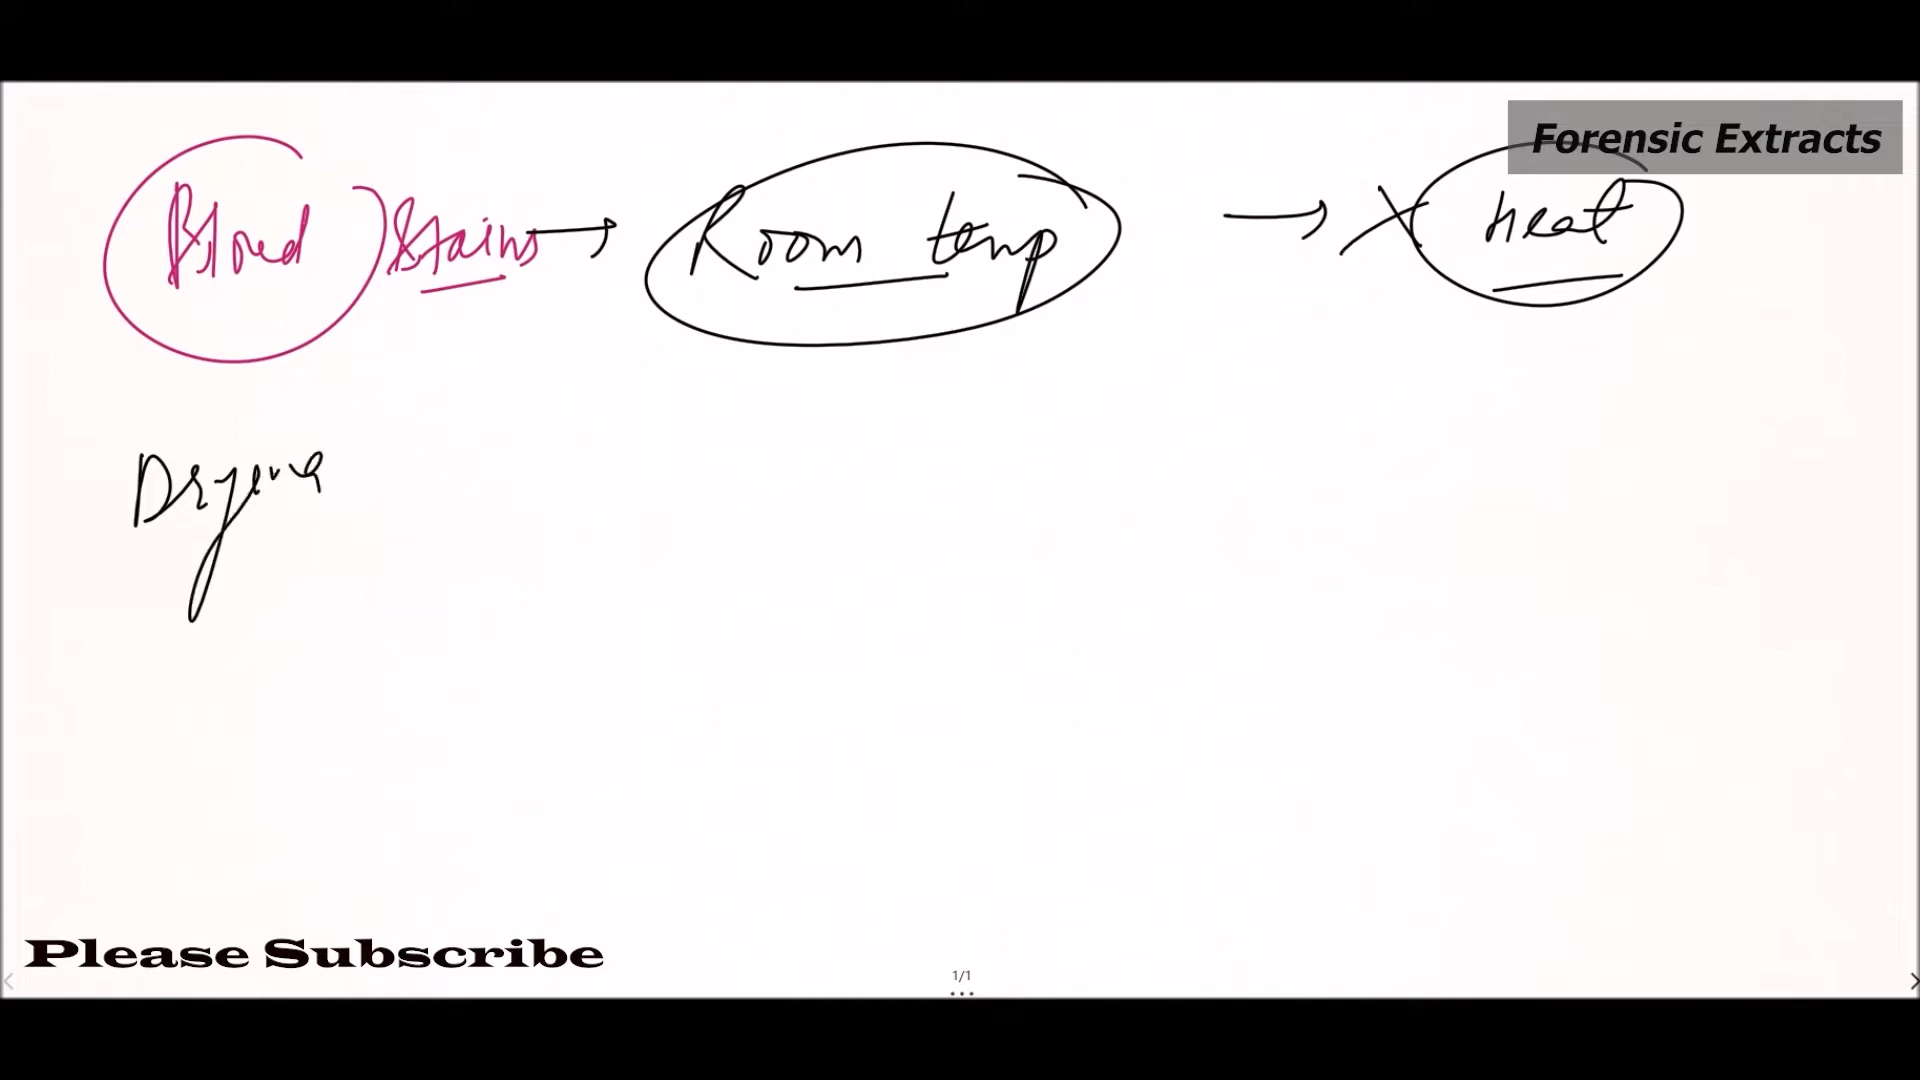 Forensic Extracts
Blood Stains → Room temp → X heat
Drying
Please Subscribe
1/1